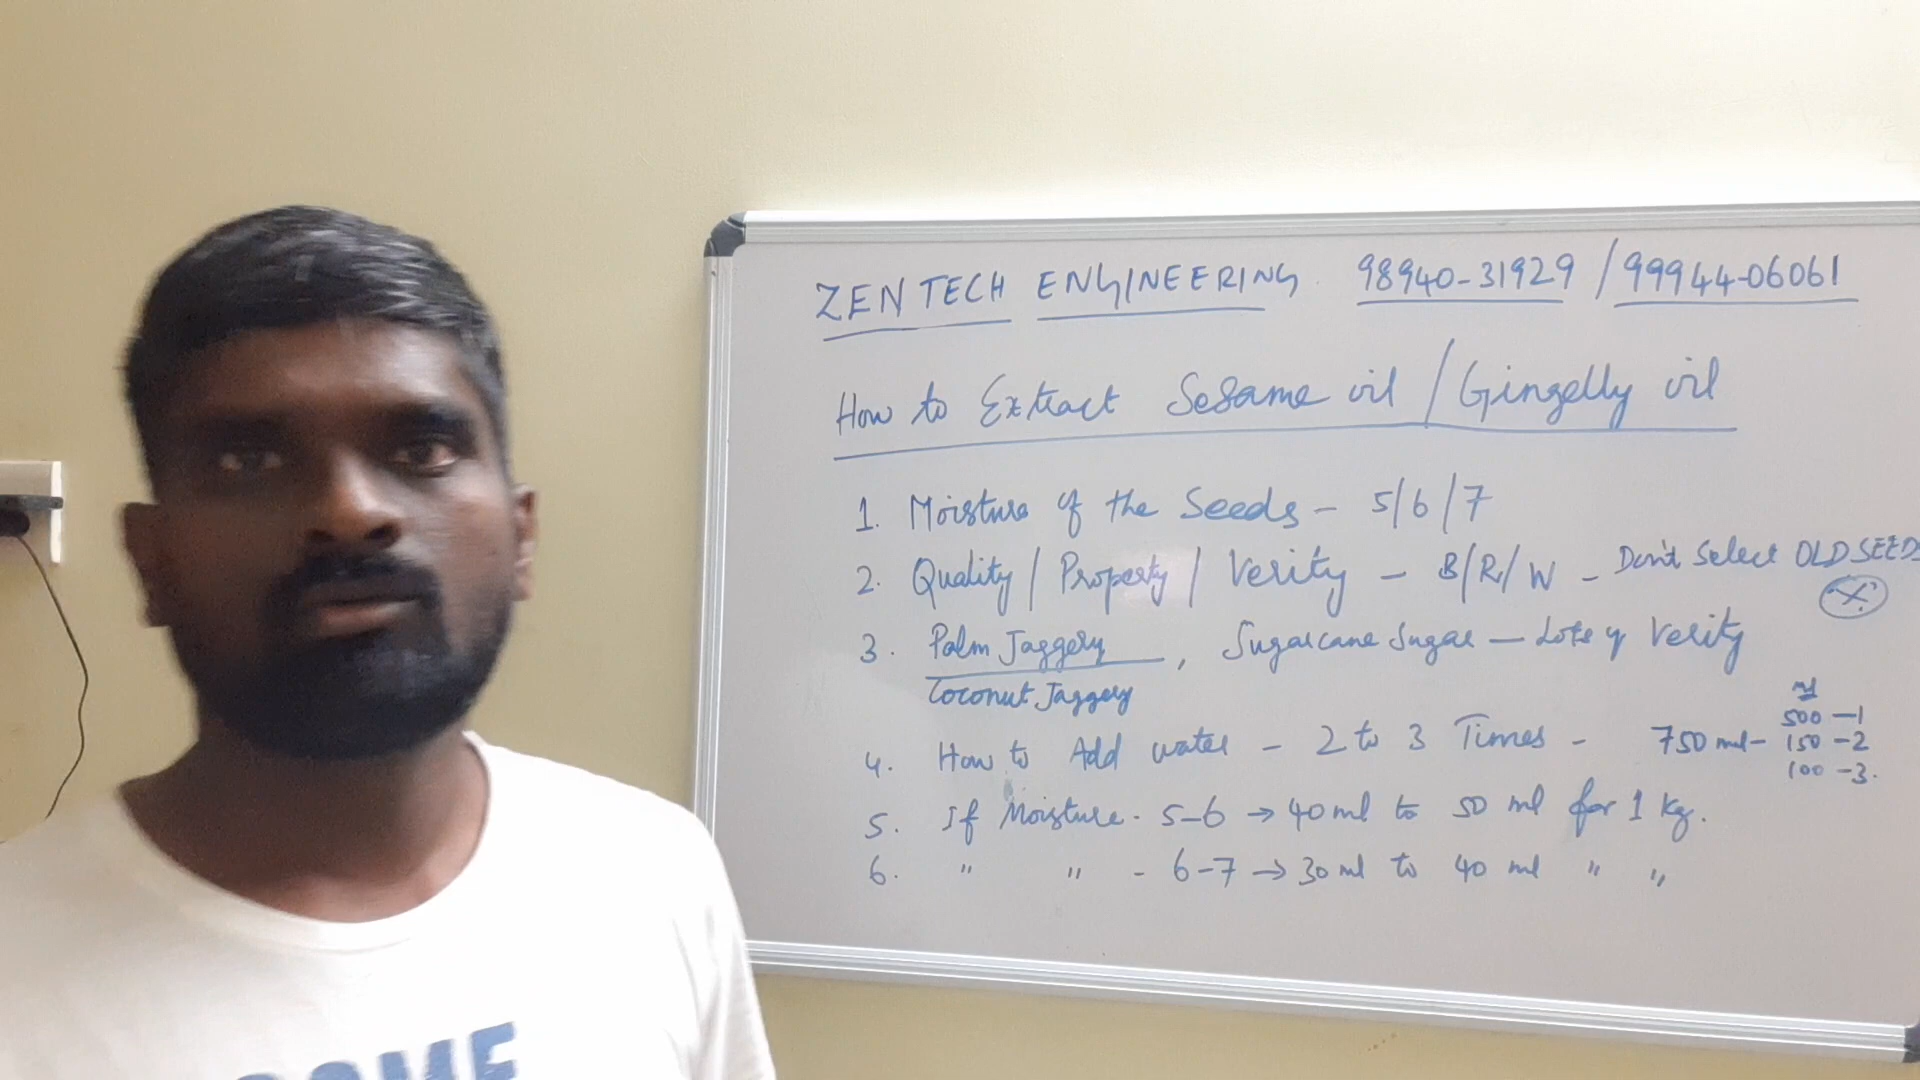 ZEN TECH ENGINEERING. 98940-31929 / 99944-06061
How to Extract Sesame oil / Gingelly oil
1. Moisture of the Seeds - 5/6/7
2. Quality / Property / Verity - B/R/W - Don't Select OLD SEEDS
X
3. Palm Jaggery, Sugarcane Sugar - Lots of Verity
Coconut Jaggery
ml
500 -1
4. How to Add water - 2 to 3 Times - 750 ml- 150 -2
100 -3.
5. If Moisture - 5-6 → 40 ml to 50 ml for 1 Kg.
6. " " - 6-7 → 30 ml to 40 ml " "
OME